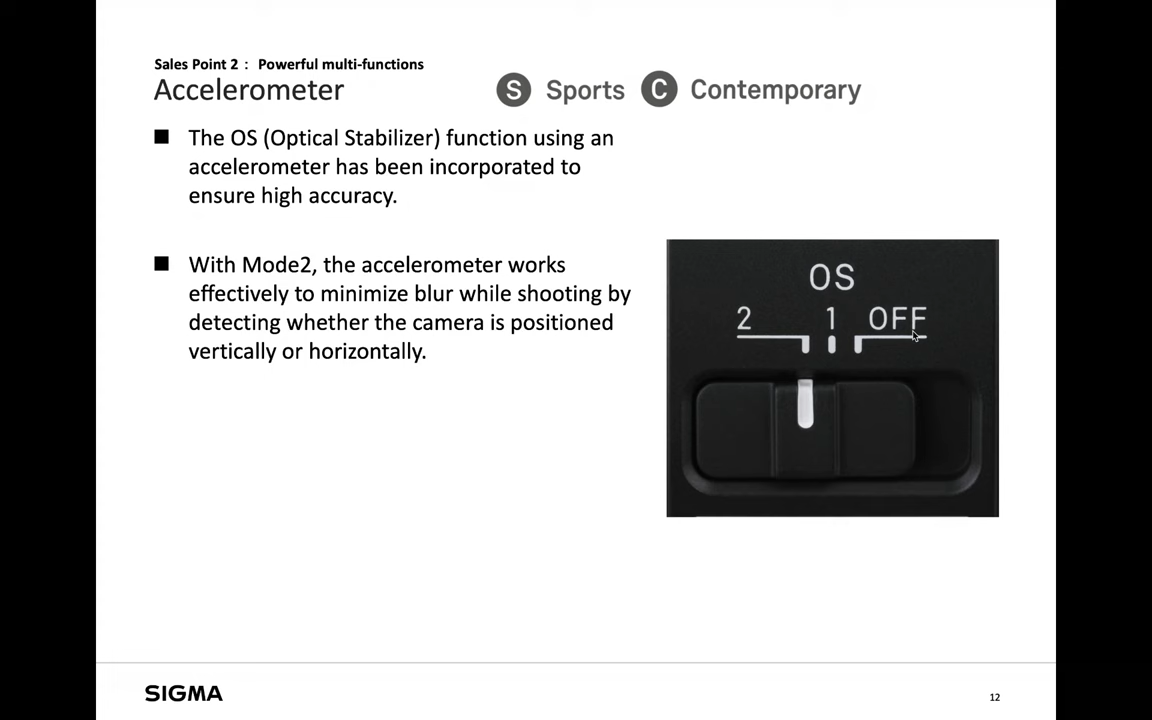 Sales Point 2 : Powerful multi-functions
Accelerometer
S Sports C Contemporary
■ The OS (Optical Stabilizer) function using an
accelerometer has been incorporated to
ensure high accuracy.
■ With Mode2, the accelerometer works
effectively to minimize blur while shooting by
detecting whether the camera is positioned
vertically or horizontally.
OS
2 1 OFF
SIGMA
12